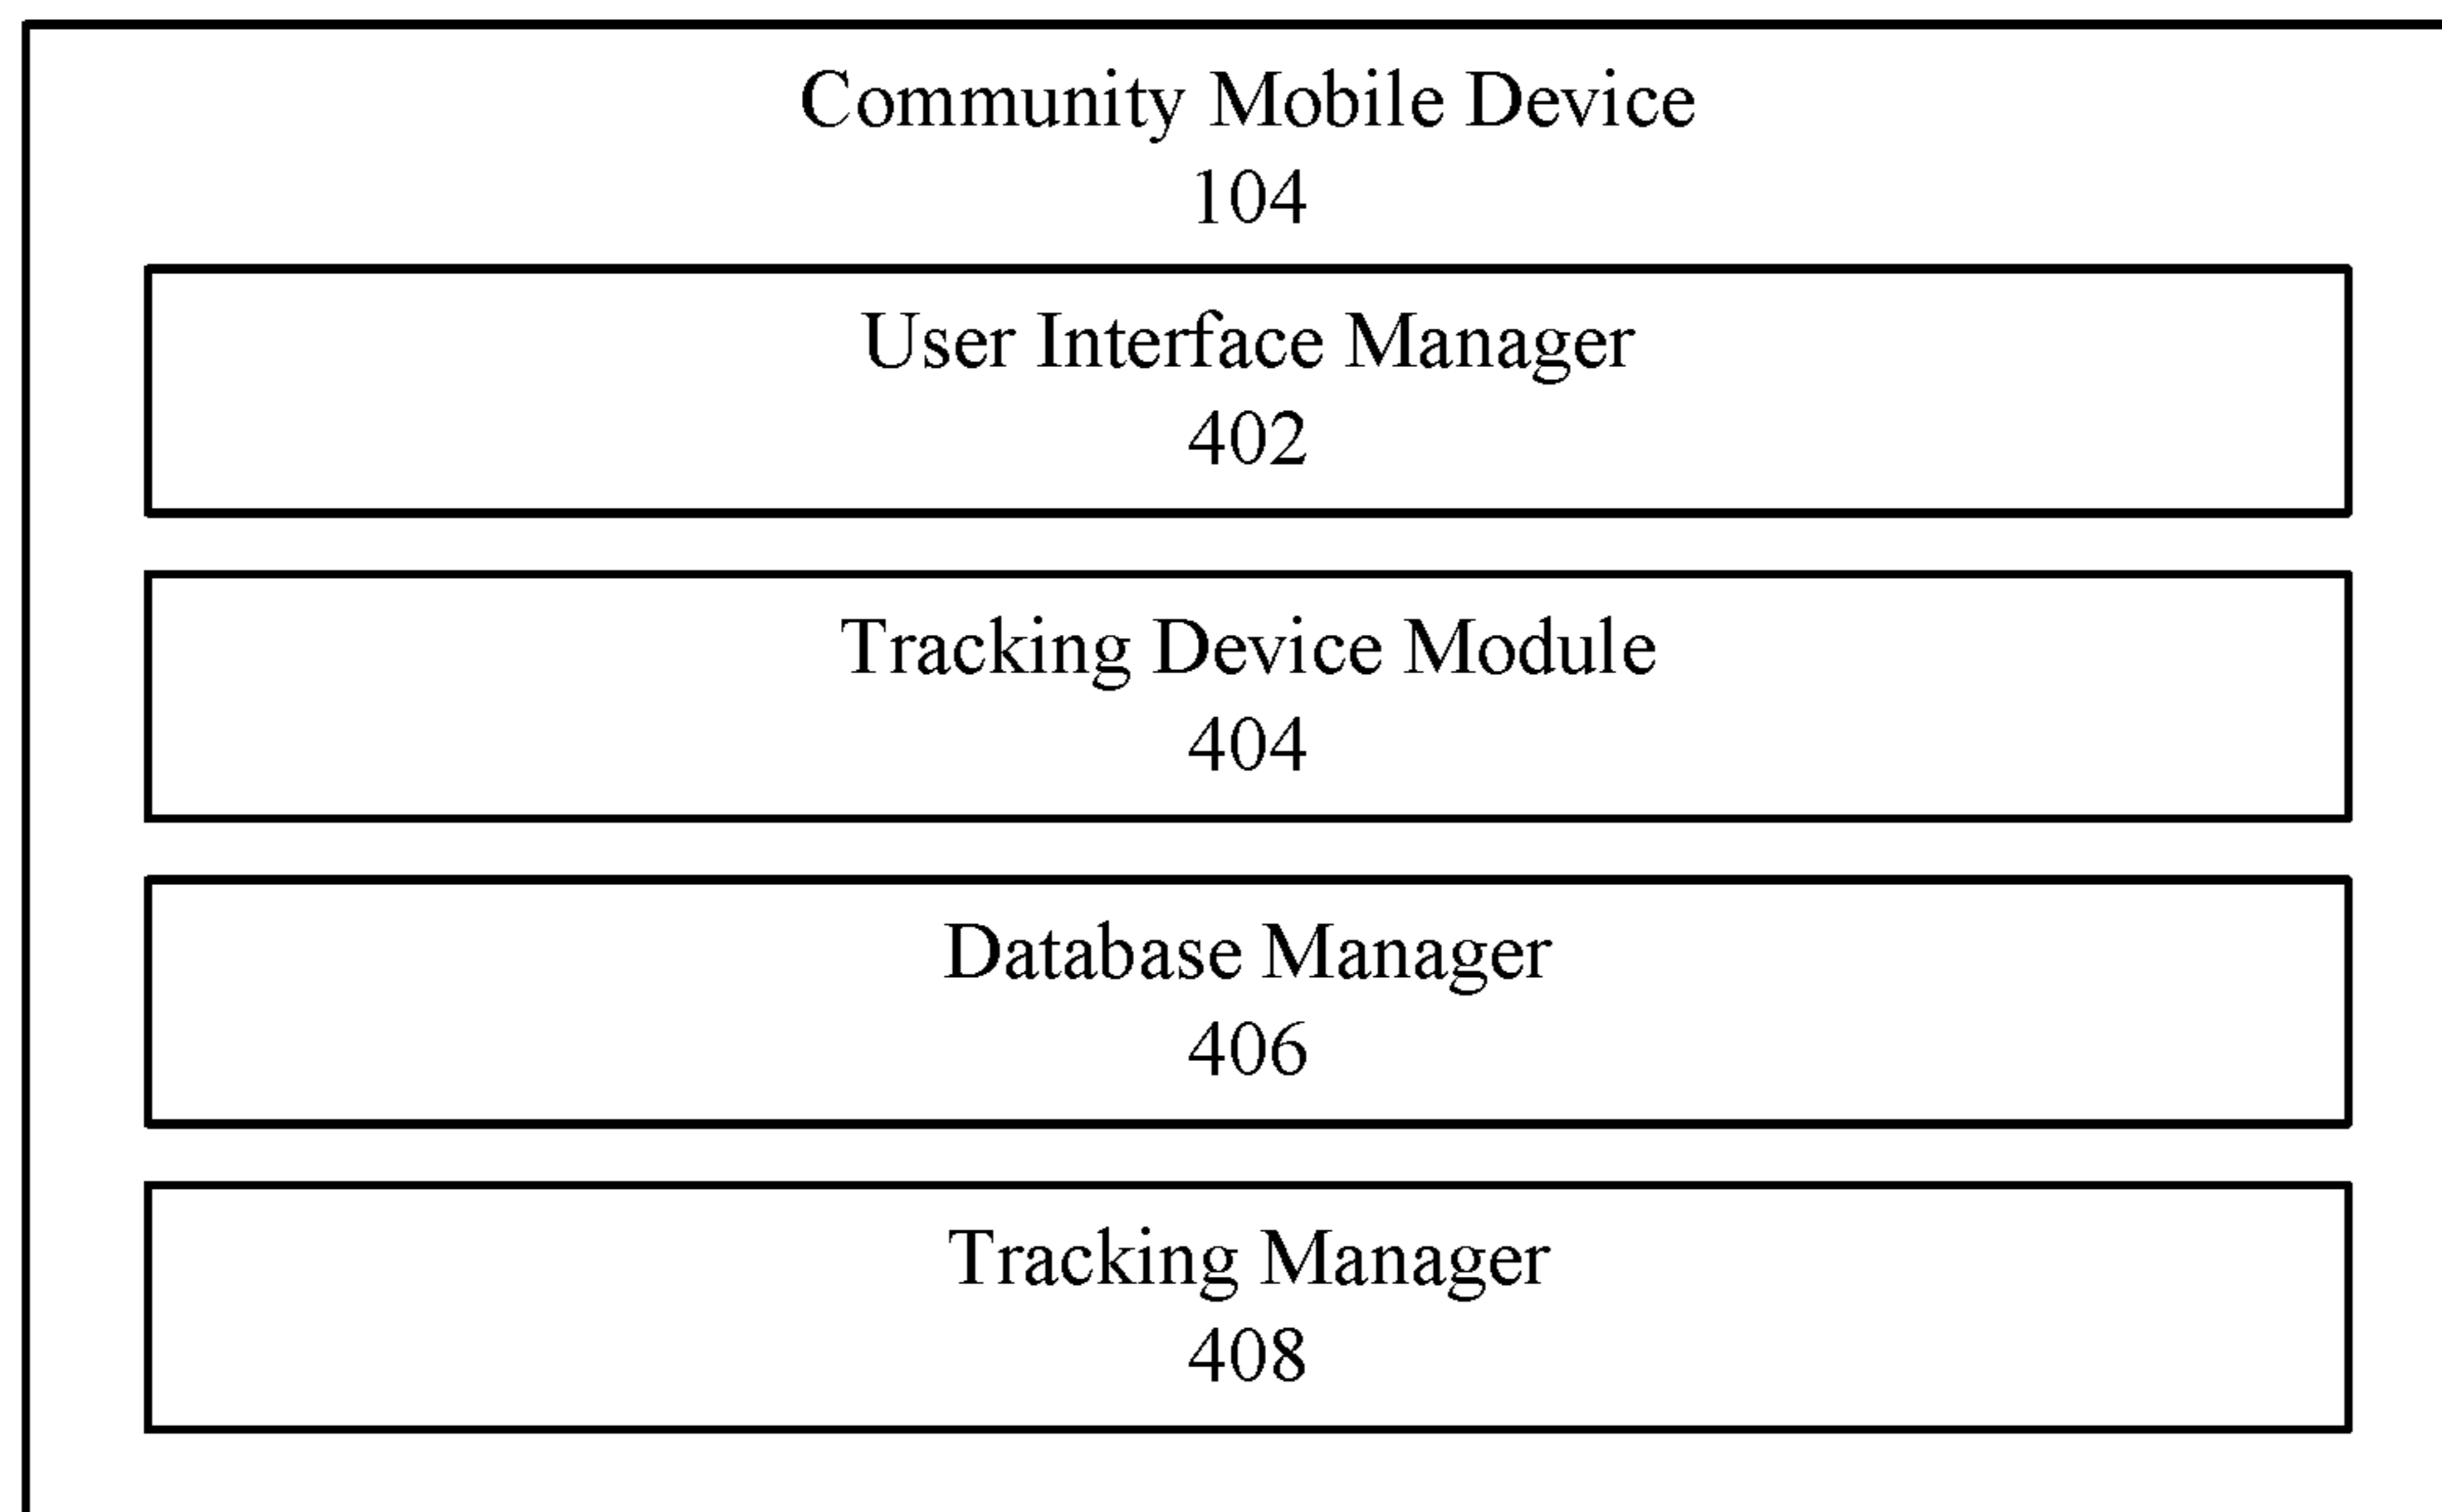 Community Mobile Device
104
User Interface Manager
402
Tracking Device Module
404
Database Manager
406
Tracking Manager
408